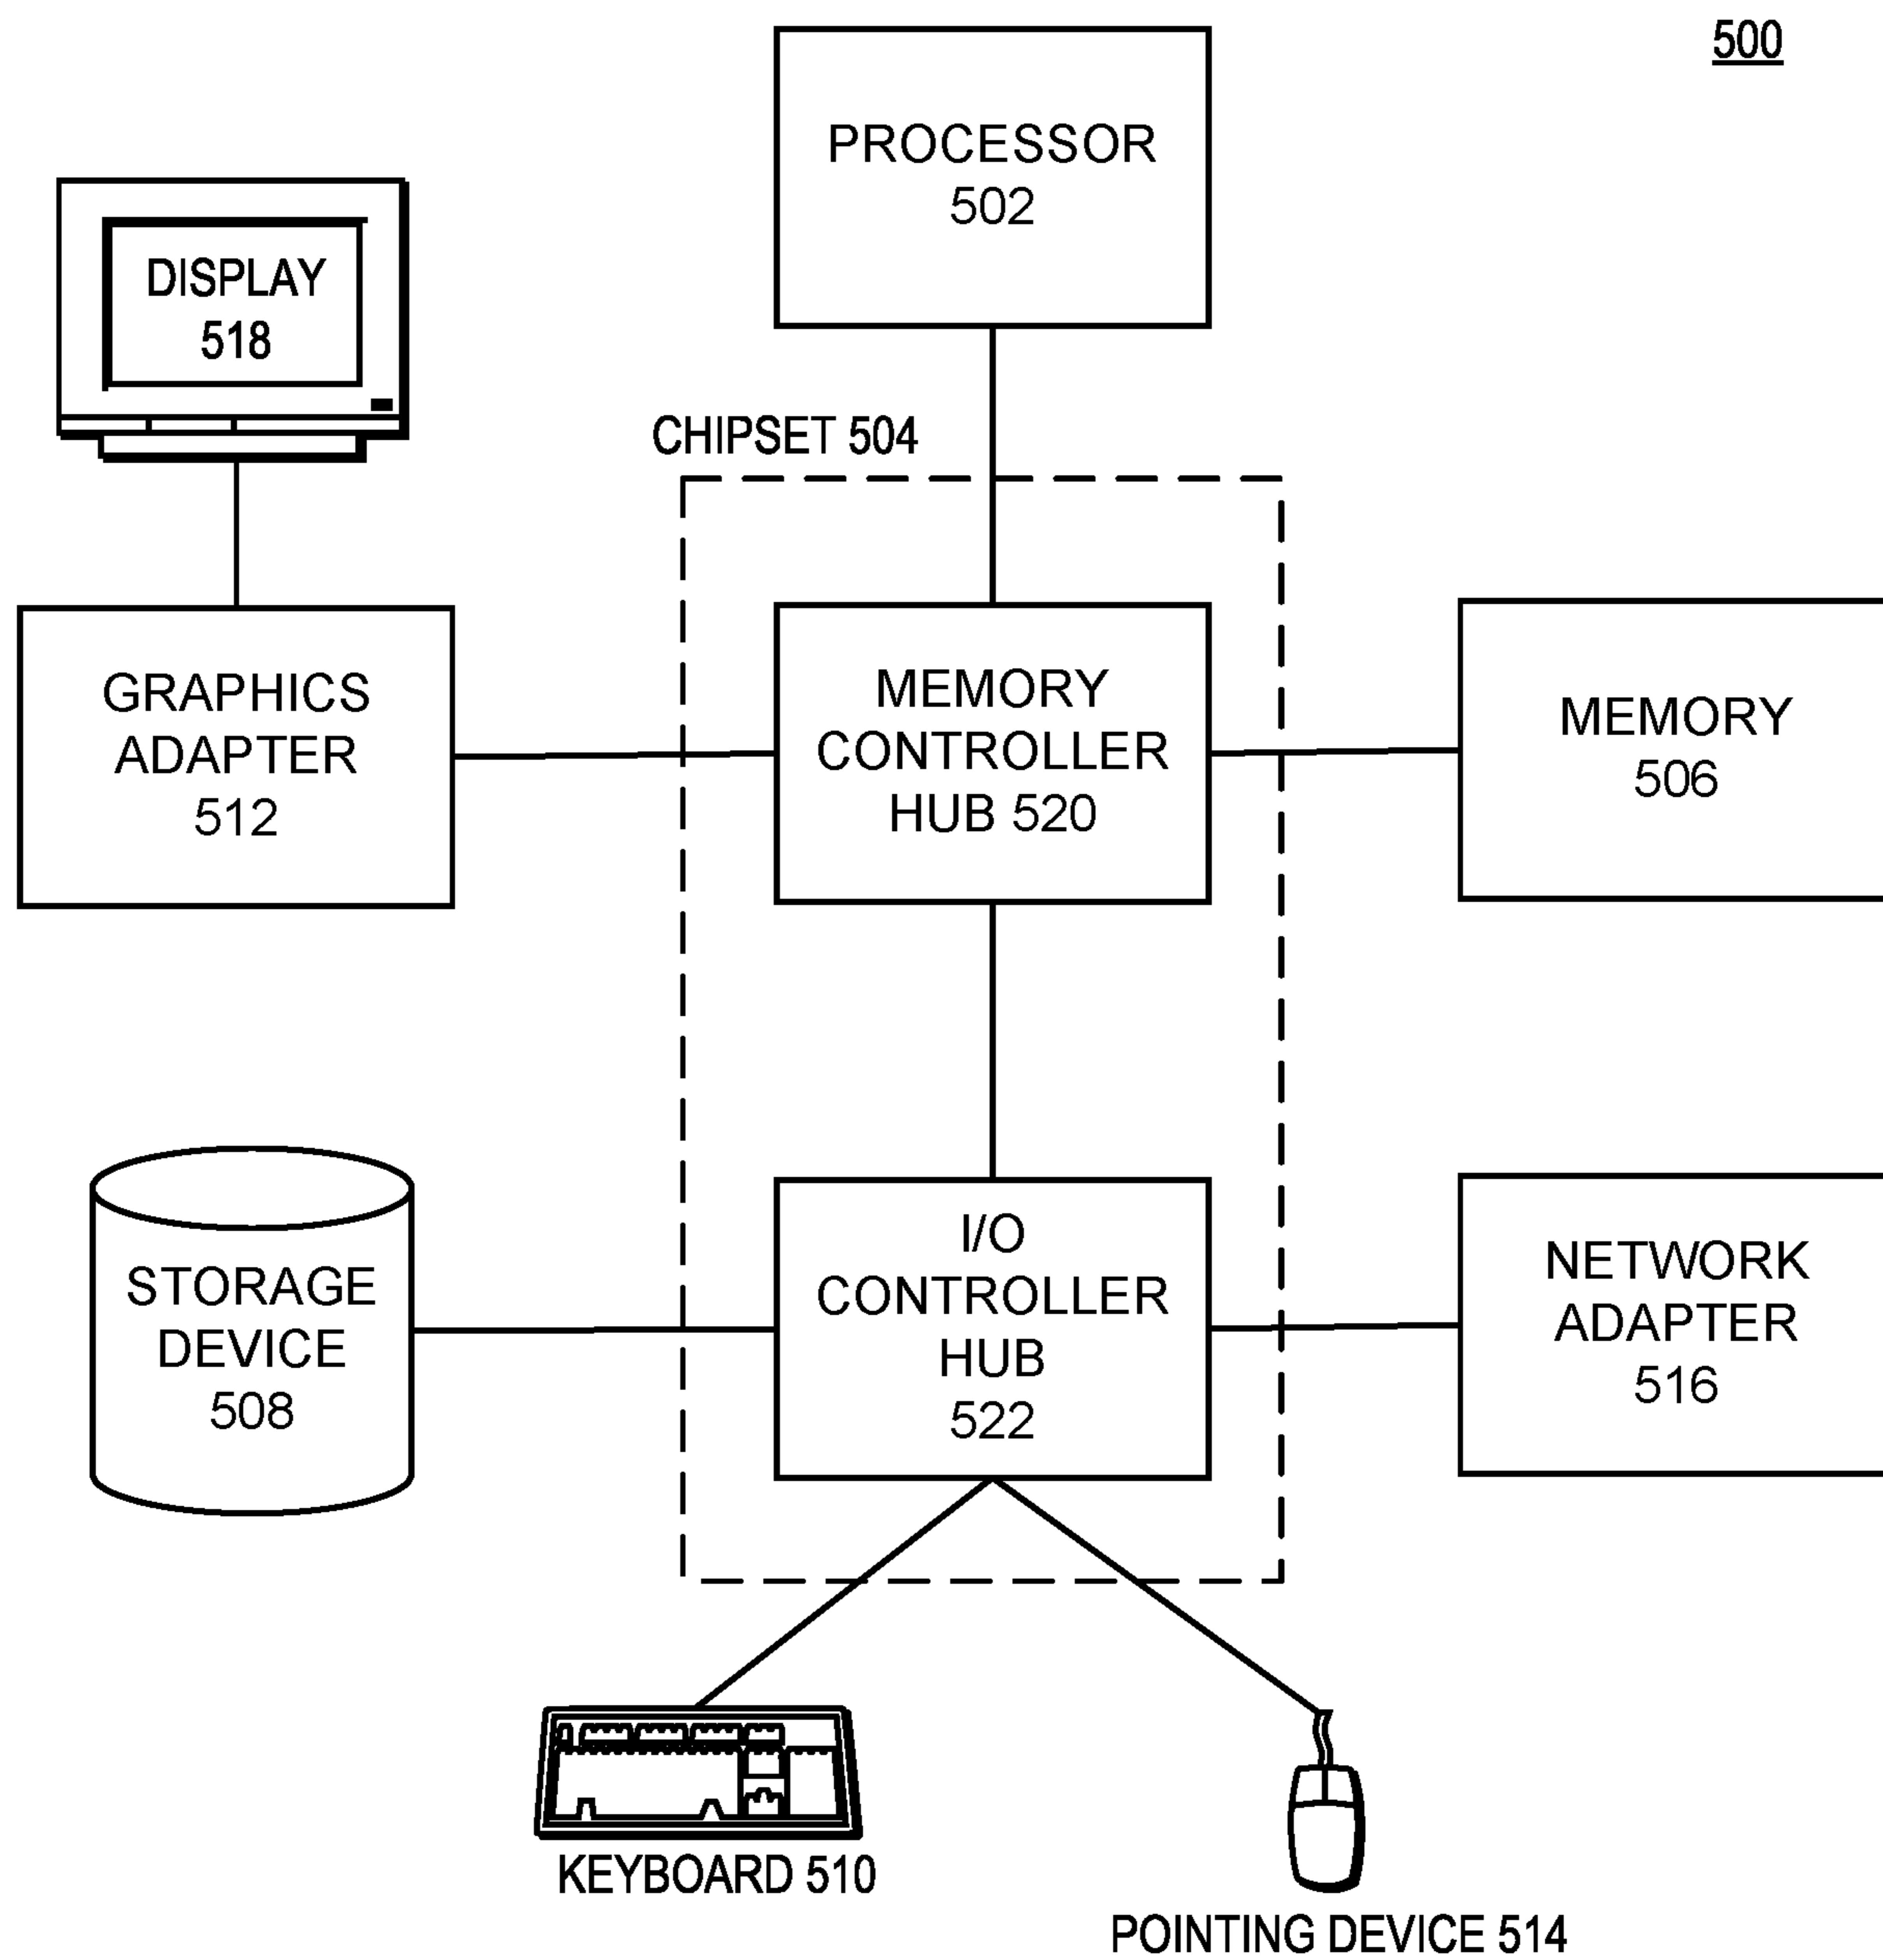 500
PROCESSOR
502
DISPLAY
518
CHIPSET 504
GRAPHICS
ADAPTER
512
MEMORY
CONTROLLER
HUB 520
MEMORY
506
STORAGE
DEVICE
508
I/O
CONTROLLER
HUB
522
NETWORK
ADAPTER
516
KEYBOARD 510
POINTING DEVICE 514